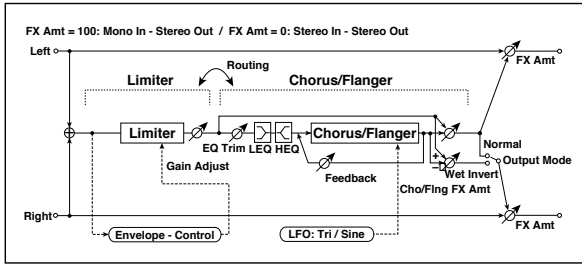 FX Amt = 100: Mono In - Stereo Out / FX Amt = 0: Stereo In - Stereo Out
Left
FX Amt
Routing
Limiter
Chorus/Flanger
Limiter
EQ Trim
LEQ
HEQ
Chorus/Flanger
Normal
Output Mode
+
−
Wet Invert
Gain Adjust
Feedback
Cho/Flng FX Amt
Right
FX Amt
Envelope - Control
LFO: Tri / Sine